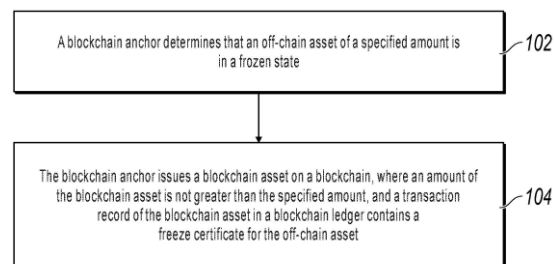 A blockchain anchor determines that an off-chain asset of a specified amount is
in a frozen state
102
The blockchain anchor issues a blockchain asset on a blockchain, where an amount of
the blockchain asset is not greater than the specified amount, and a transaction
record of the blockchain asset in a blockchain ledger contains a
freeze certificate for the off-chain asset
104